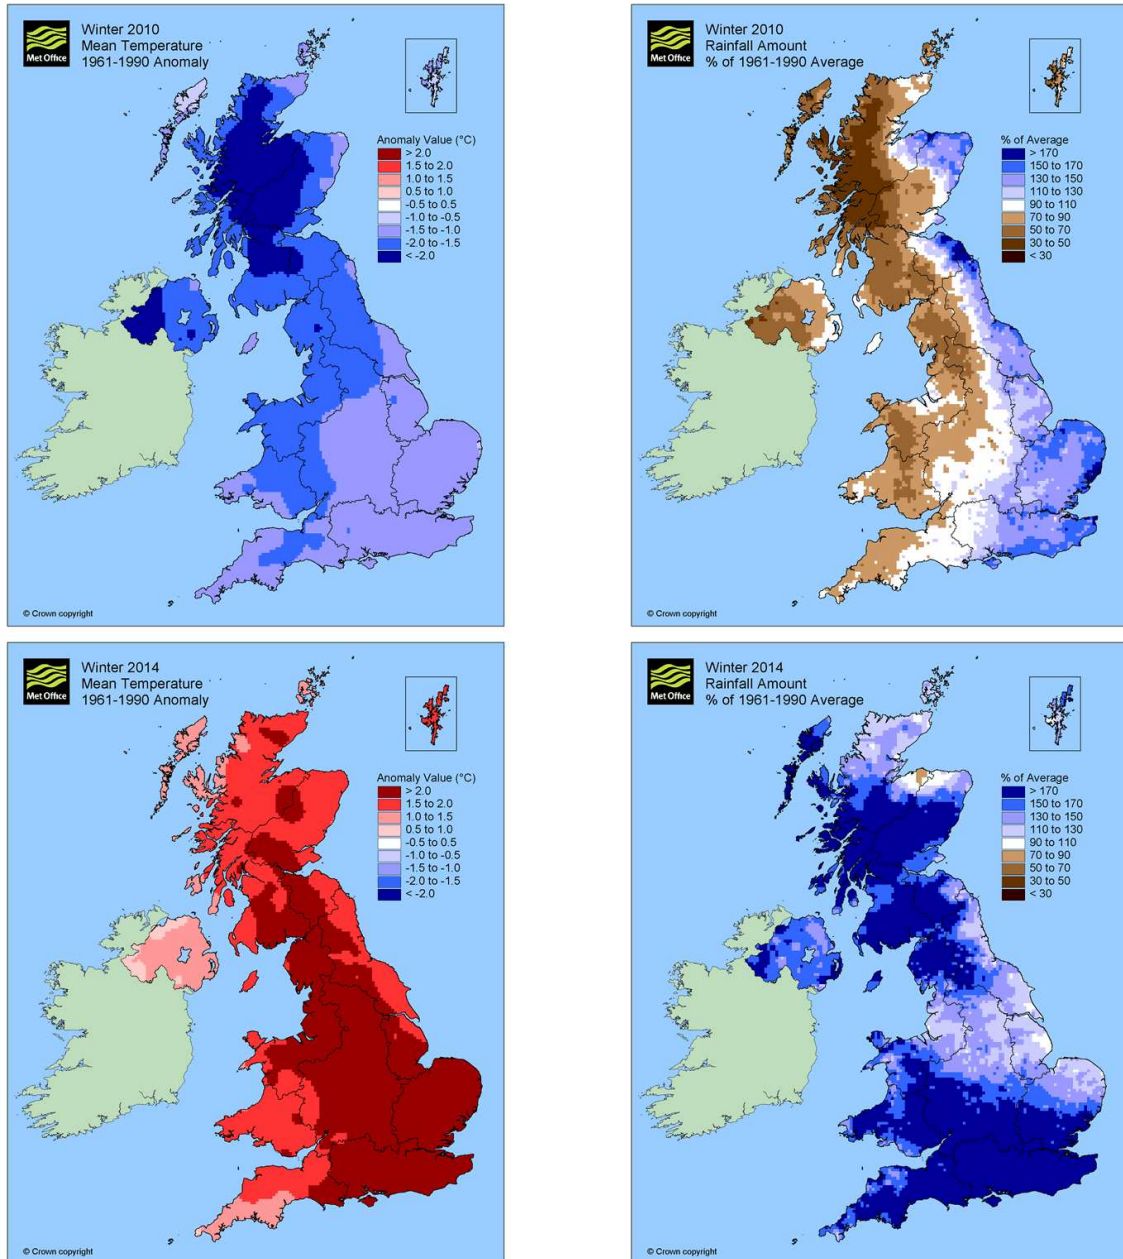 Met Office
Winter 2010
Mean Temperature
1961-1990 Anomaly
Anomaly Value (°C)
> 2.0
1.5 to 2.0
1.0 to 1.5
0.5 to 1.0
-0.5 to 0.5
-1.0 to -0.5
-1.5 to -1.0
-2.0 to -1.5
< -2.0
© Crown copyright
Met Office
Winter 2010
Rainfall Amount
% of 1961-1990 Average
% of Average
> 170
150 to 170
130 to 150
110 to 130
90 to 110
70 to 90
50 to 70
30 to 50
< 30
© Crown copyright
Met Office
Winter 2014
Mean Temperature
1961-1990 Anomaly
Anomaly Value (°C)
> 2.0
1.5 to 2.0
1.0 to 1.5
0.5 to 1.0
-0.5 to 0.5
-1.0 to -0.5
-1.5 to -1.0
-2.0 to -1.5
< -2.0
© Crown copyright
Met Office
Winter 2014
Rainfall Amount
% of 1961-1990 Average
% of Average
> 170
150 to 170
130 to 150
110 to 130
90 to 110
70 to 90
50 to 70
30 to 50
< 30
© Crown copyright